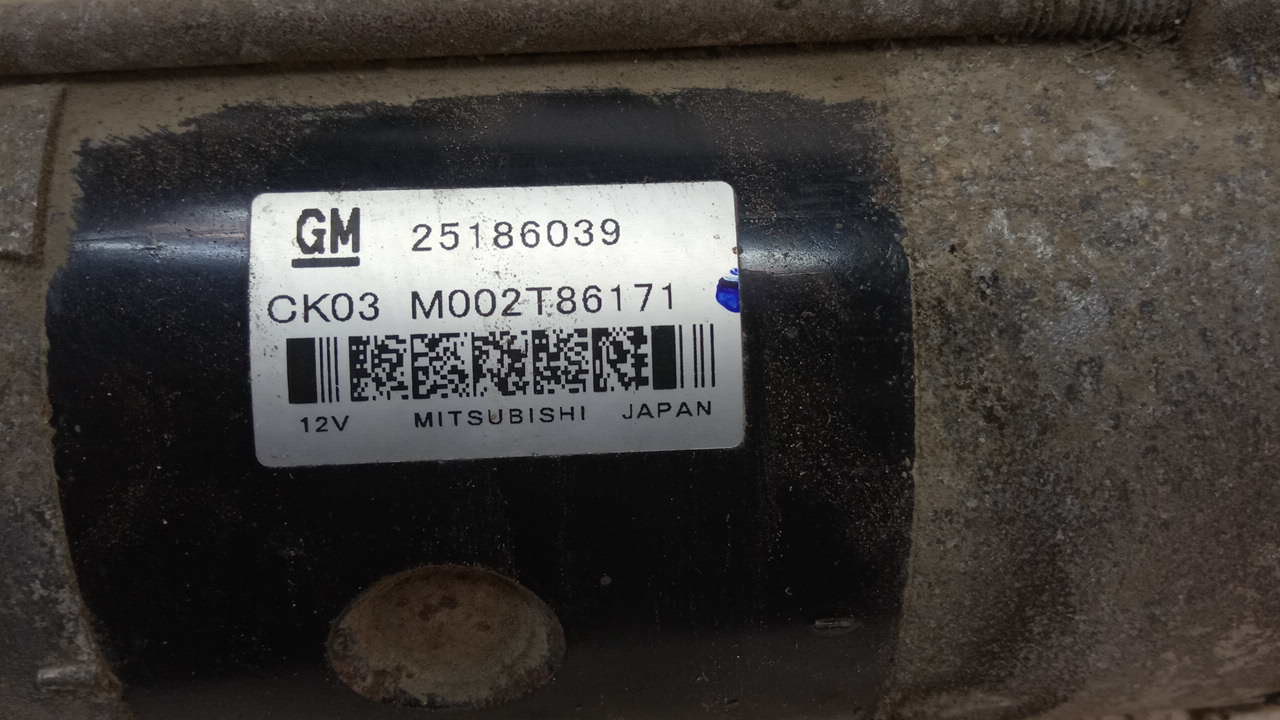 GM 25186039
CK03 M002T86171
12V MITSUBISHI JAPAN